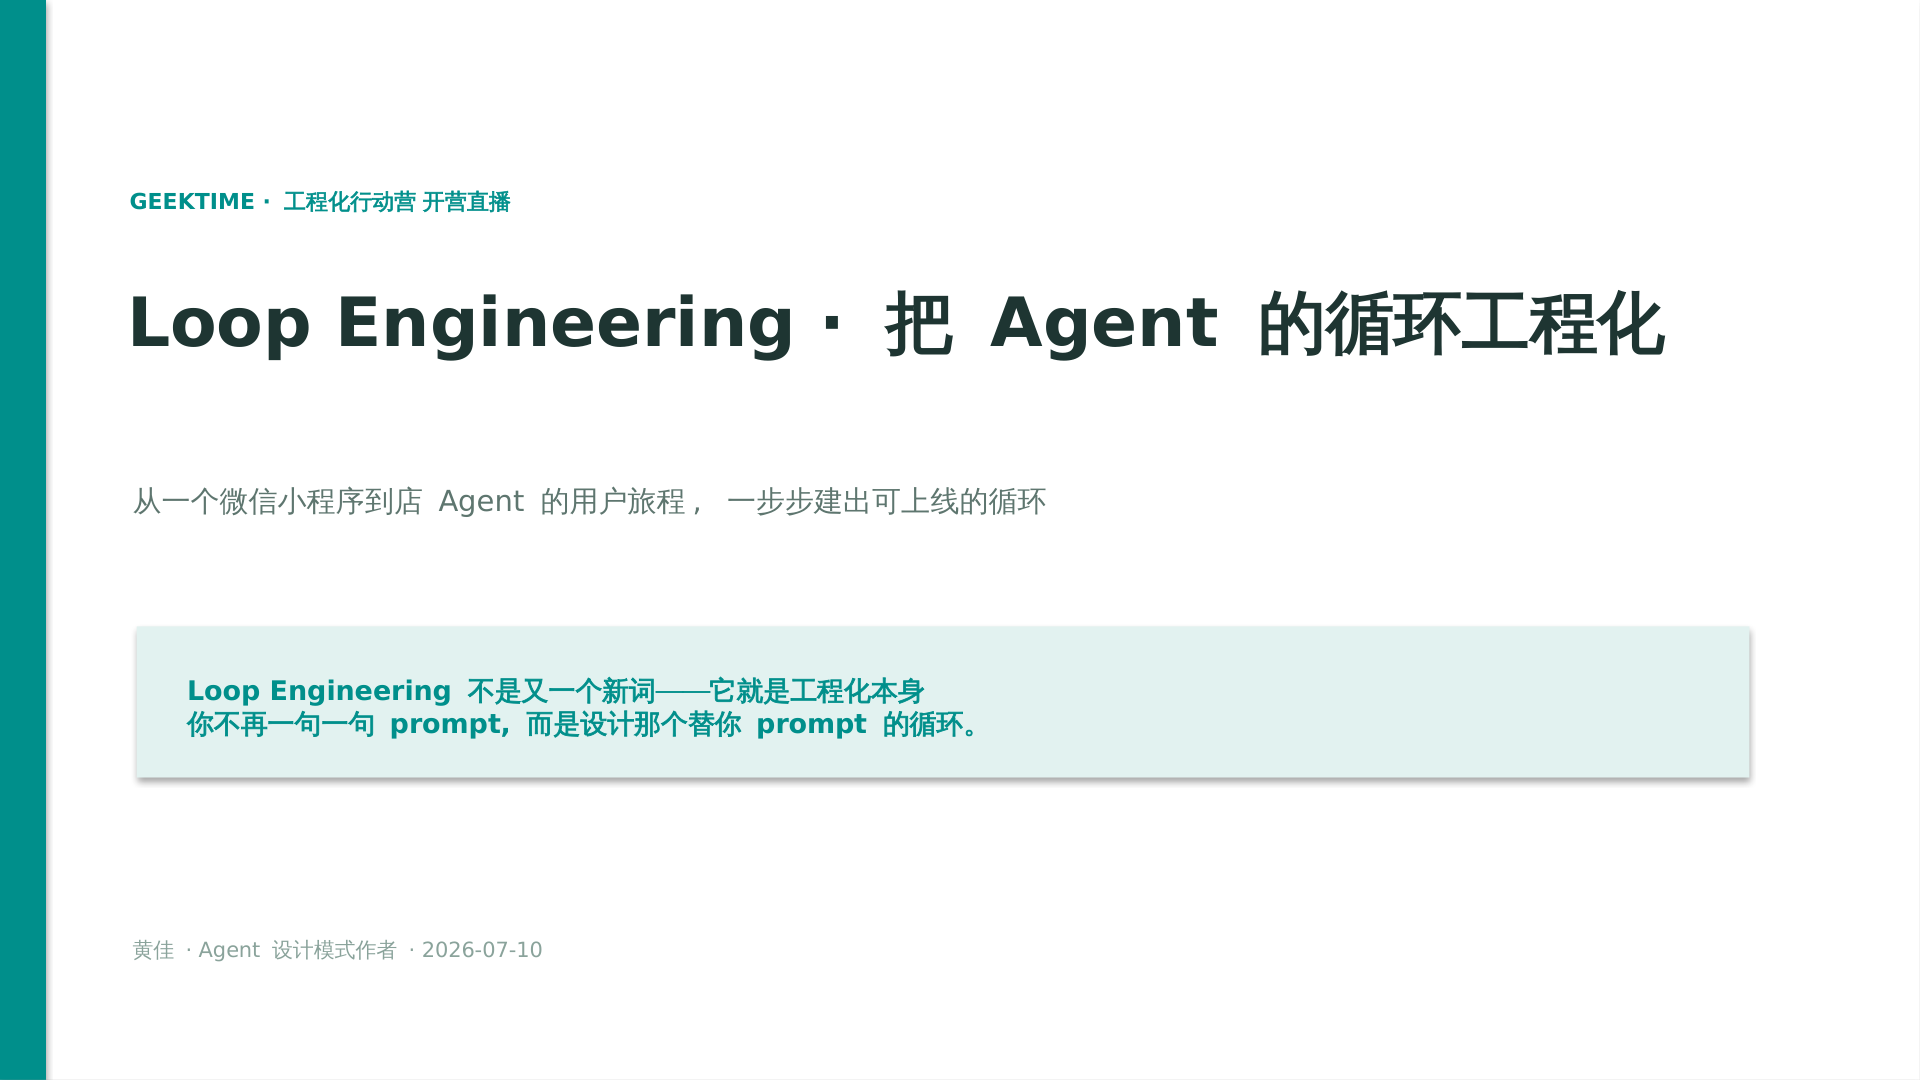 GEEKTIME · 工程化行动营 开营直播
Loop Engineering · 把 Agent 的循环工程化
从一个微信小程序到店 Agent 的用户旅程, 一步步建出可上线的循环
Loop Engineering 不是又一个新词——它就是工程化本身
你不再一句一句 prompt, 而是设计那个替你 prompt 的循环。
黄佳 · Agent 设计模式作者 · 2026-07-10